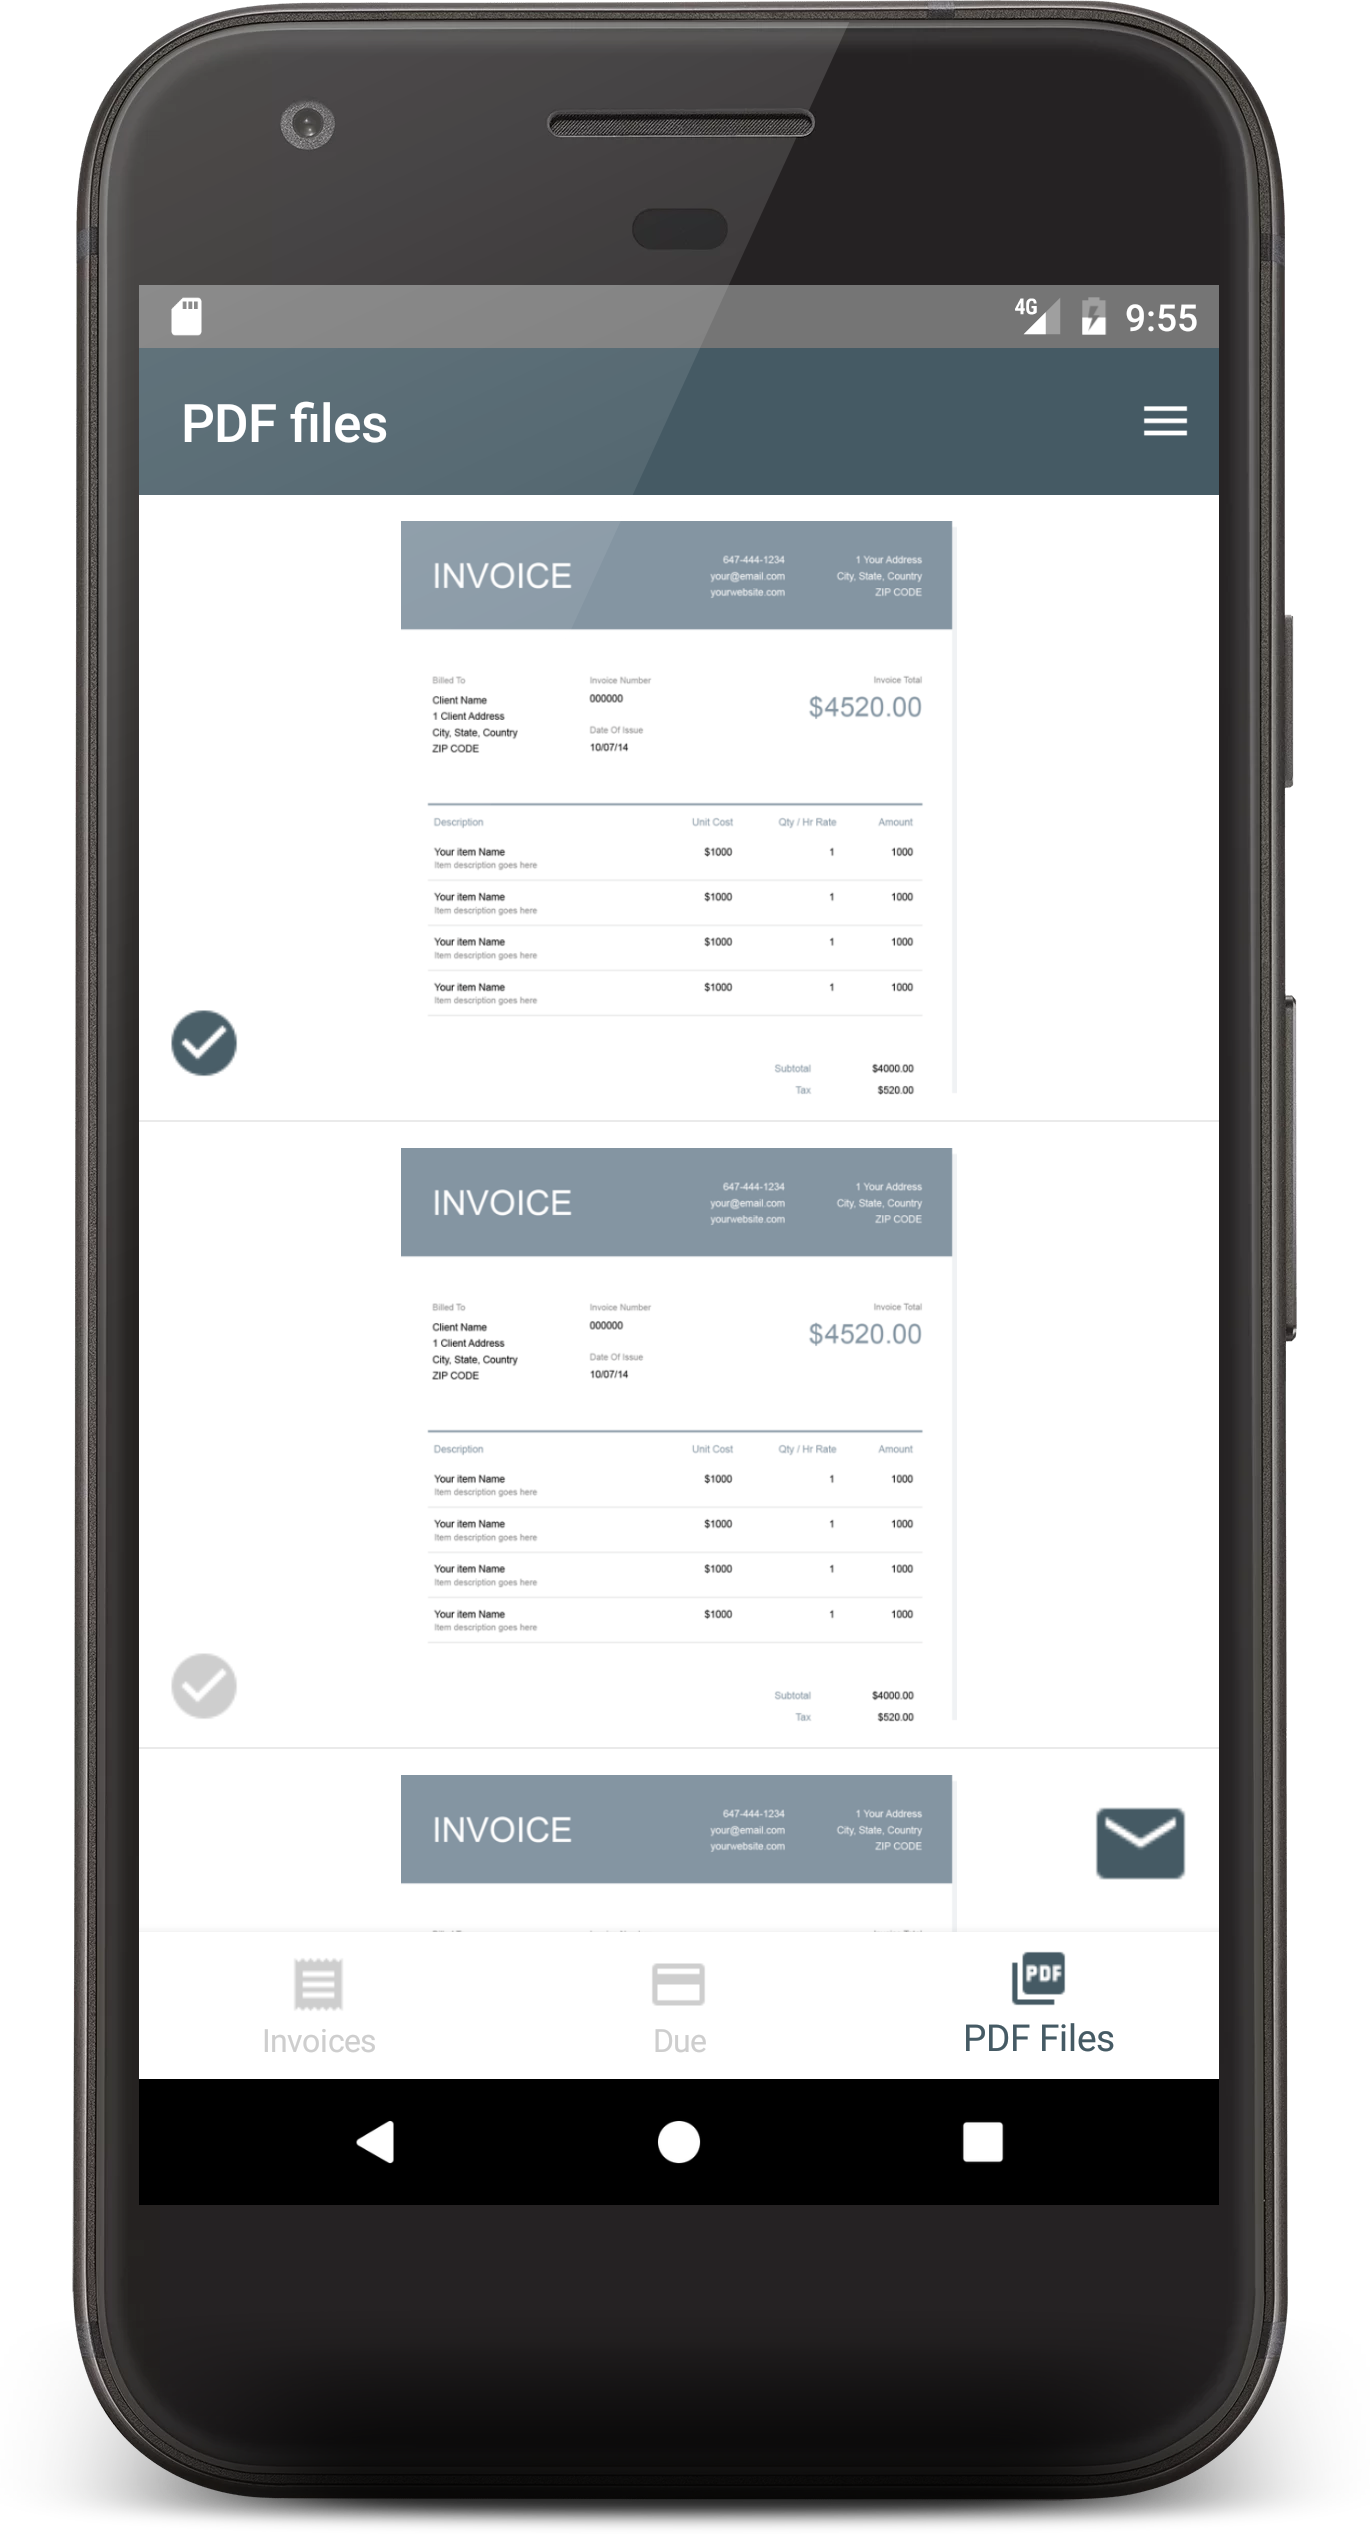 4G 9:55
PDF files
INVOICE
647-444-1234
your@email.com
yourwebsite.com
1 Your Address
City, State, Country
ZIP CODE
Billed To
Client Name
1 Client Address
City, State, Country
ZIP CODE
Invoice Number
000000
Date Of Issue
10/07/14
Invoice Total
$4520.00
Description Unit Cost Qty / Hr Rate Amount
Your item Name $1000 1 1000
Item description goes here
Your item Name $1000 1 1000
Item description goes here
Your item Name $1000 1 1000
Item description goes here
Your item Name $1000 1 1000
Item description goes here
Subtotal $4000.00
Tax $520.00
INVOICE
647-444-1234
your@email.com
yourwebsite.com
1 Your Address
City, State, Country
ZIP CODE
Billed To
Client Name
1 Client Address
City, State, Country
ZIP CODE
Invoice Number
000000
Date Of Issue
10/07/14
Invoice Total
$4520.00
Description Unit Cost Qty / Hr Rate Amount
Your item Name $1000 1 1000
Item description goes here
Your item Name $1000 1 1000
Item description goes here
Your item Name $1000 1 1000
Item description goes here
Your item Name $1000 1 1000
Item description goes here
Subtotal $4000.00
Tax $520.00
INVOICE
647-444-1234
your@email.com
yourwebsite.com
1 Your Address
City, State, Country
ZIP CODE
PDF
Invoices Due PDF Files